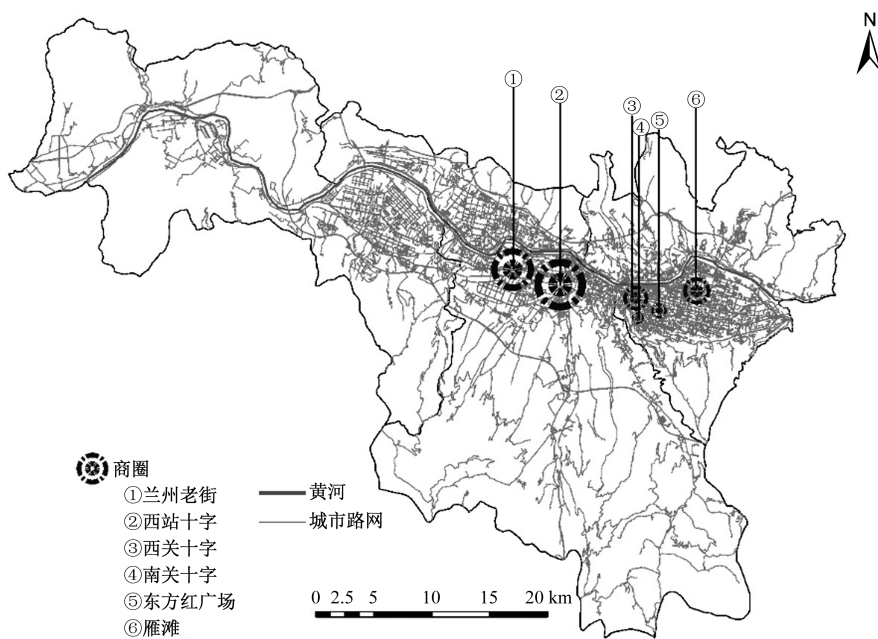 N
①
②
③
④
⑤
⑥
商圈
①兰州老街
②西站十字
③西关十字
④南关十字
⑤东方红广场
⑥雁滩
黄河
城市路网
0 2.5 5 10 15 20 km